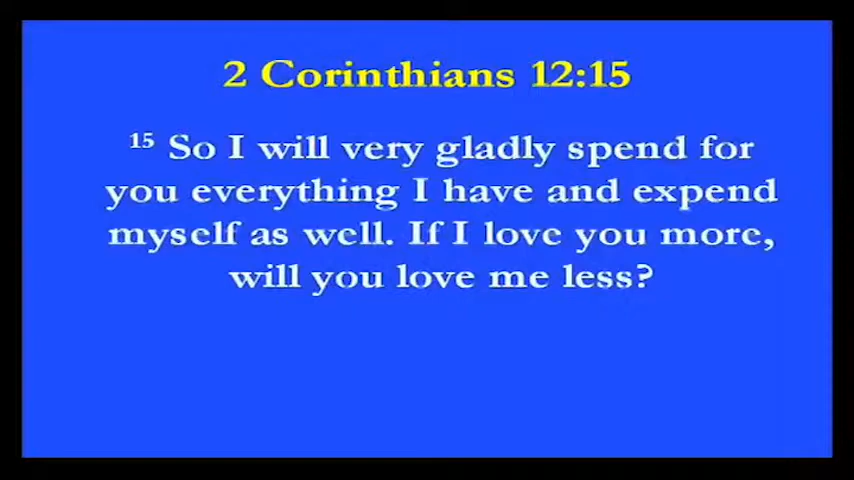 2 Corinthians 12:15
15 So I will very gladly spend for
you everything I have and expend
myself as well. If I love you more,
will you love me less?